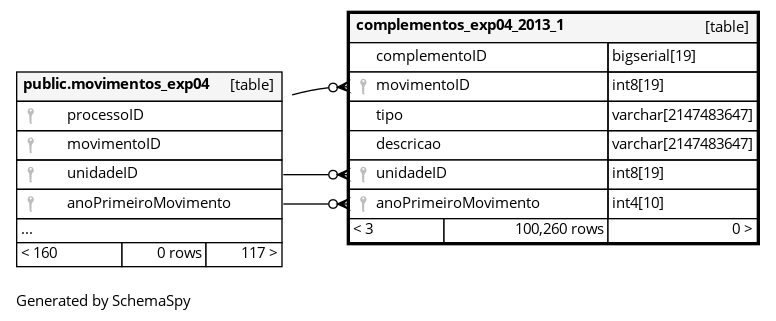 complementos_exp04_2013_1 [table]
complementoID bigserial[19]
movimentoID int8[19]
tipo varchar[2147483647]
descricao varchar[2147483647]
unidadeID int8[19]
anoPrimeiroMovimento int4[10]
< 3 100,260 rows 0 >
public.movimentos_exp04 [table]
processoID
movimentoID
unidadeID
anoPrimeiroMovimento
...
< 160 0 rows 117 >
Generated by SchemaSpy